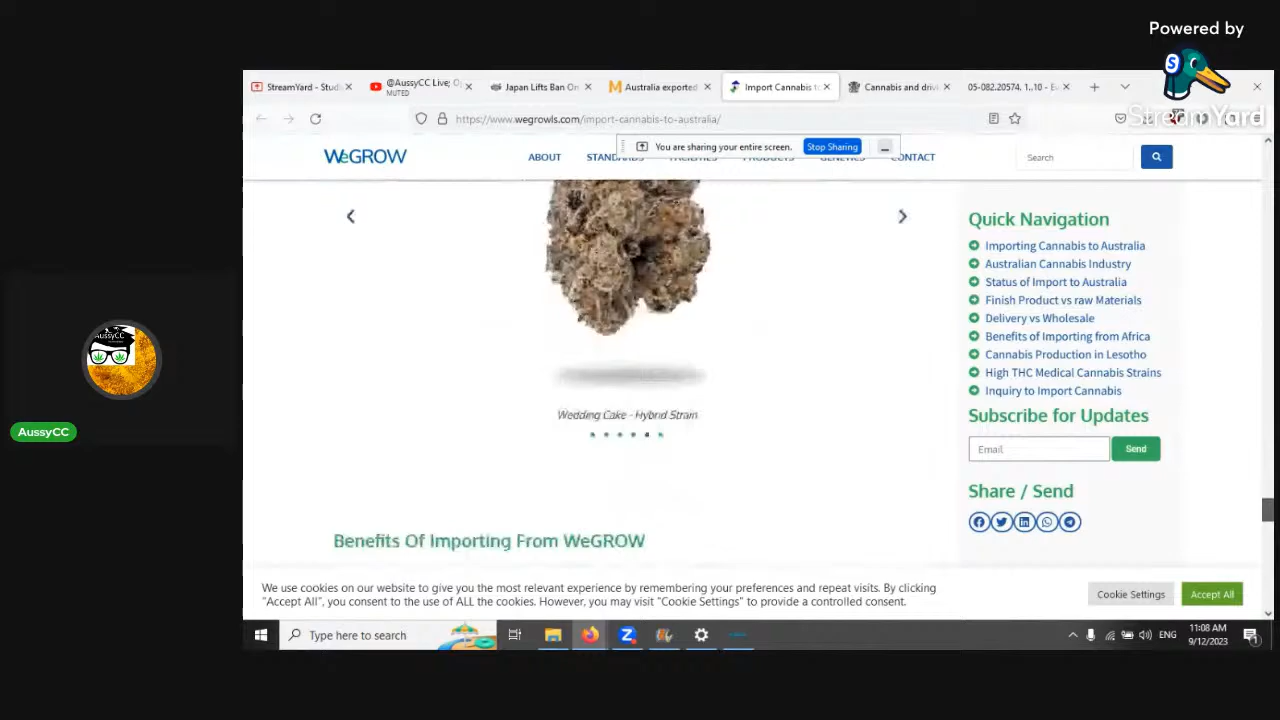 Powered by
StreamYard
StreamYard - Stud
@AussyCC Live; O
MUTED
Japan Lifts Ban On
Australia exported
Import Cannabis to
Cannabis and driv
05-082.20574. 1..10 - E
https://www.wegrowls.com/import-cannabis-to-australia/
You are sharing your entire screen.
Stop Sharing
WeGROW
ABOUT
STANDARDS
FACILITIES
PRODUCTS
GENETICS
CONTACT
Search
Quick Navigation
Importing Cannabis to Australia
Australian Cannabis Industry
Status of Import to Australia
Finish Product vs raw Materials
Delivery vs Wholesale
Benefits of Importing from Africa
Cannabis Production in Lesotho
High THC Medical Cannabis Strains
Inquiry to Import Cannabis
Wedding Cake - Hybrid Strain
Subscribe for Updates
Email
Send
Share / Send
AussyCC
AussyCC
Benefits Of Importing From WeGROW
We use cookies on our website to give you the most relevant experience by remembering your preferences and repeat visits. By clicking
"Accept All", you consent to the use of ALL the cookies. However, you may visit "Cookie Settings" to provide a controlled consent.
Cookie Settings
Accept All
Type here to search
ENG
11:08 AM
9/12/2023